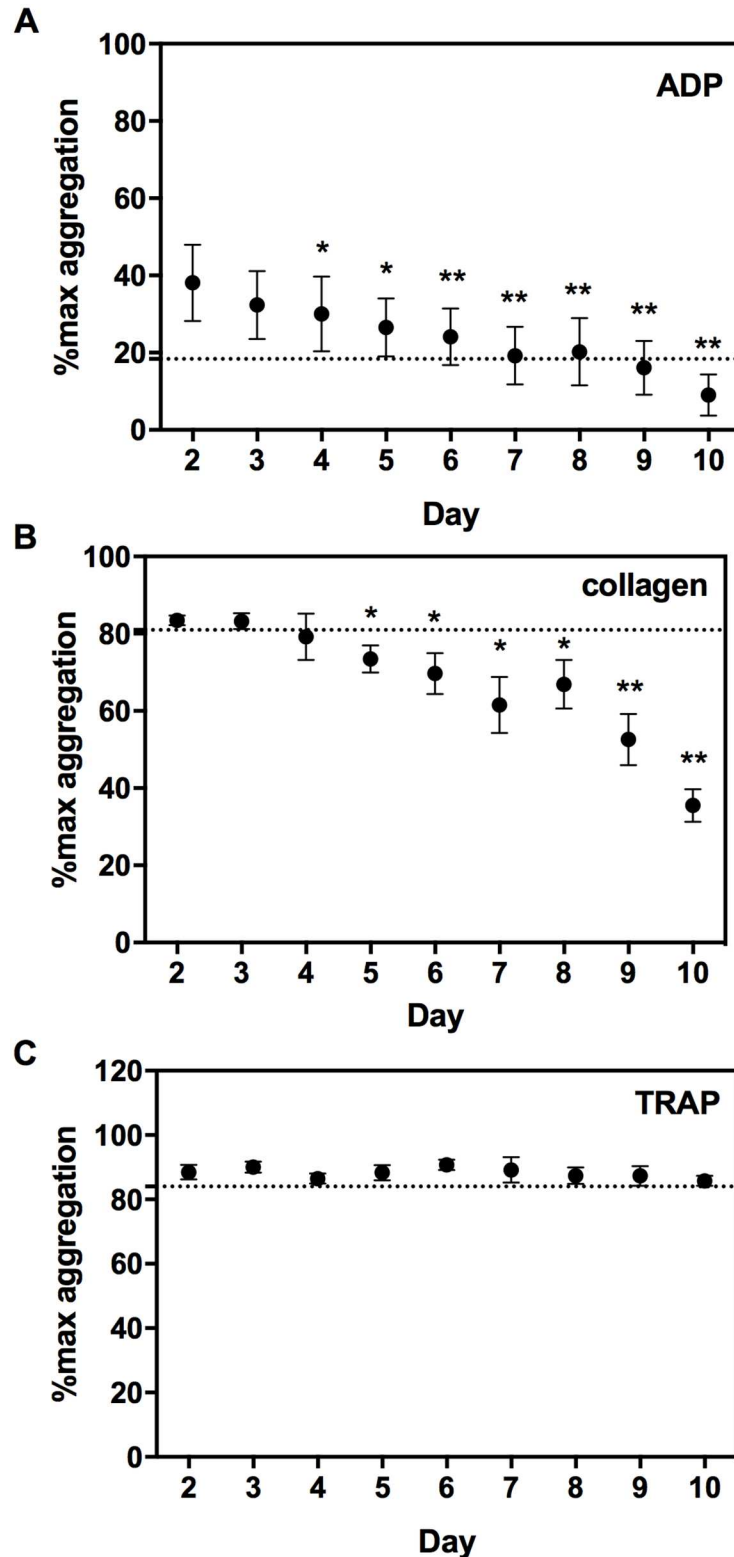 A
100
80
60
40
20
0
%max aggregation
ADP
* * ** ** ** ** **
2 3 4 5 6 7 8 9 10
Day
B
100
80
60
40
20
0
%max aggregation
collagen
* * * * ** **
2 3 4 5 6 7 8 9 10
Day
C
120
100
80
60
40
20
0
%max aggregation
TRAP
2 3 4 5 6 7 8 9 10
Day